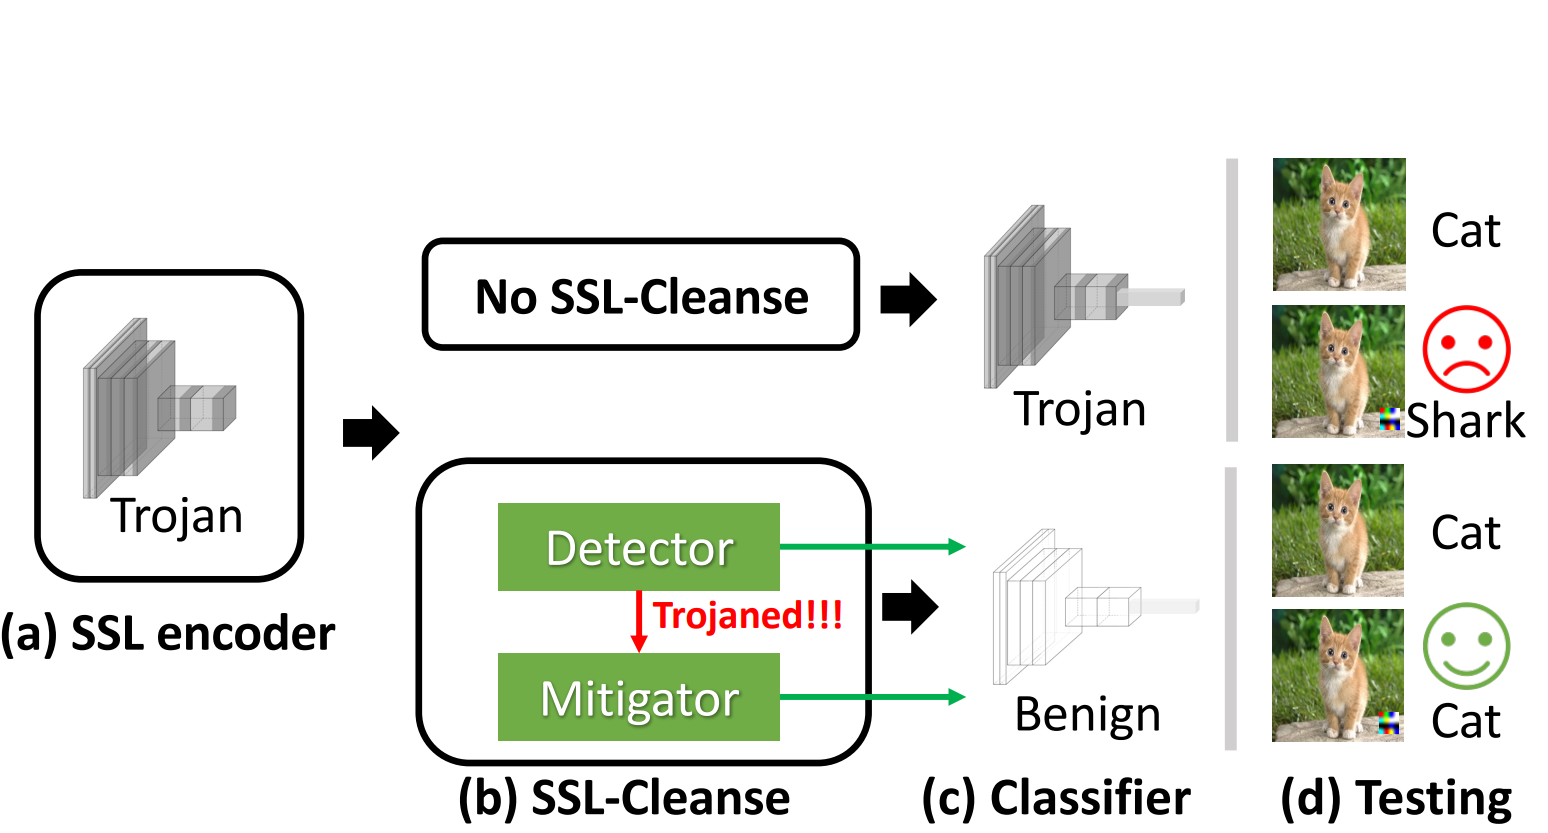 No SSL-Cleanse
Trojan
(a) SSL encoder
Detector
Trojaned!!!
Mitigator
(b) SSL-Cleanse
Trojan
Benign
(c) Classifier
Cat
Shark
Cat
Cat
(d) Testing